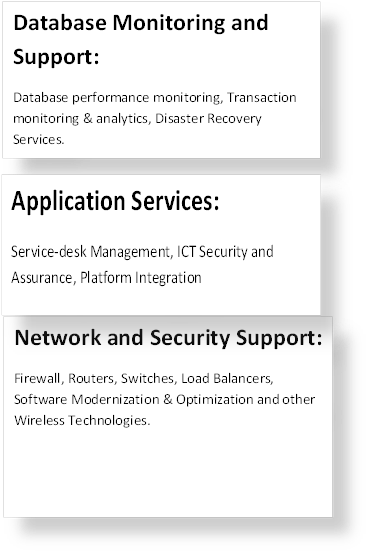 Database Monitoring and
Support:
Database performance monitoring, Transaction
monitoring & analytics, Disaster Recovery
Services.
Application Services:
Service-desk Management, ICT Security and
Assurance, Platform Integration
Network and Security Support:
Firewall, Routers, Switches, Load Balancers,
Software Modernization & Optimization and other
Wireless Technologies.